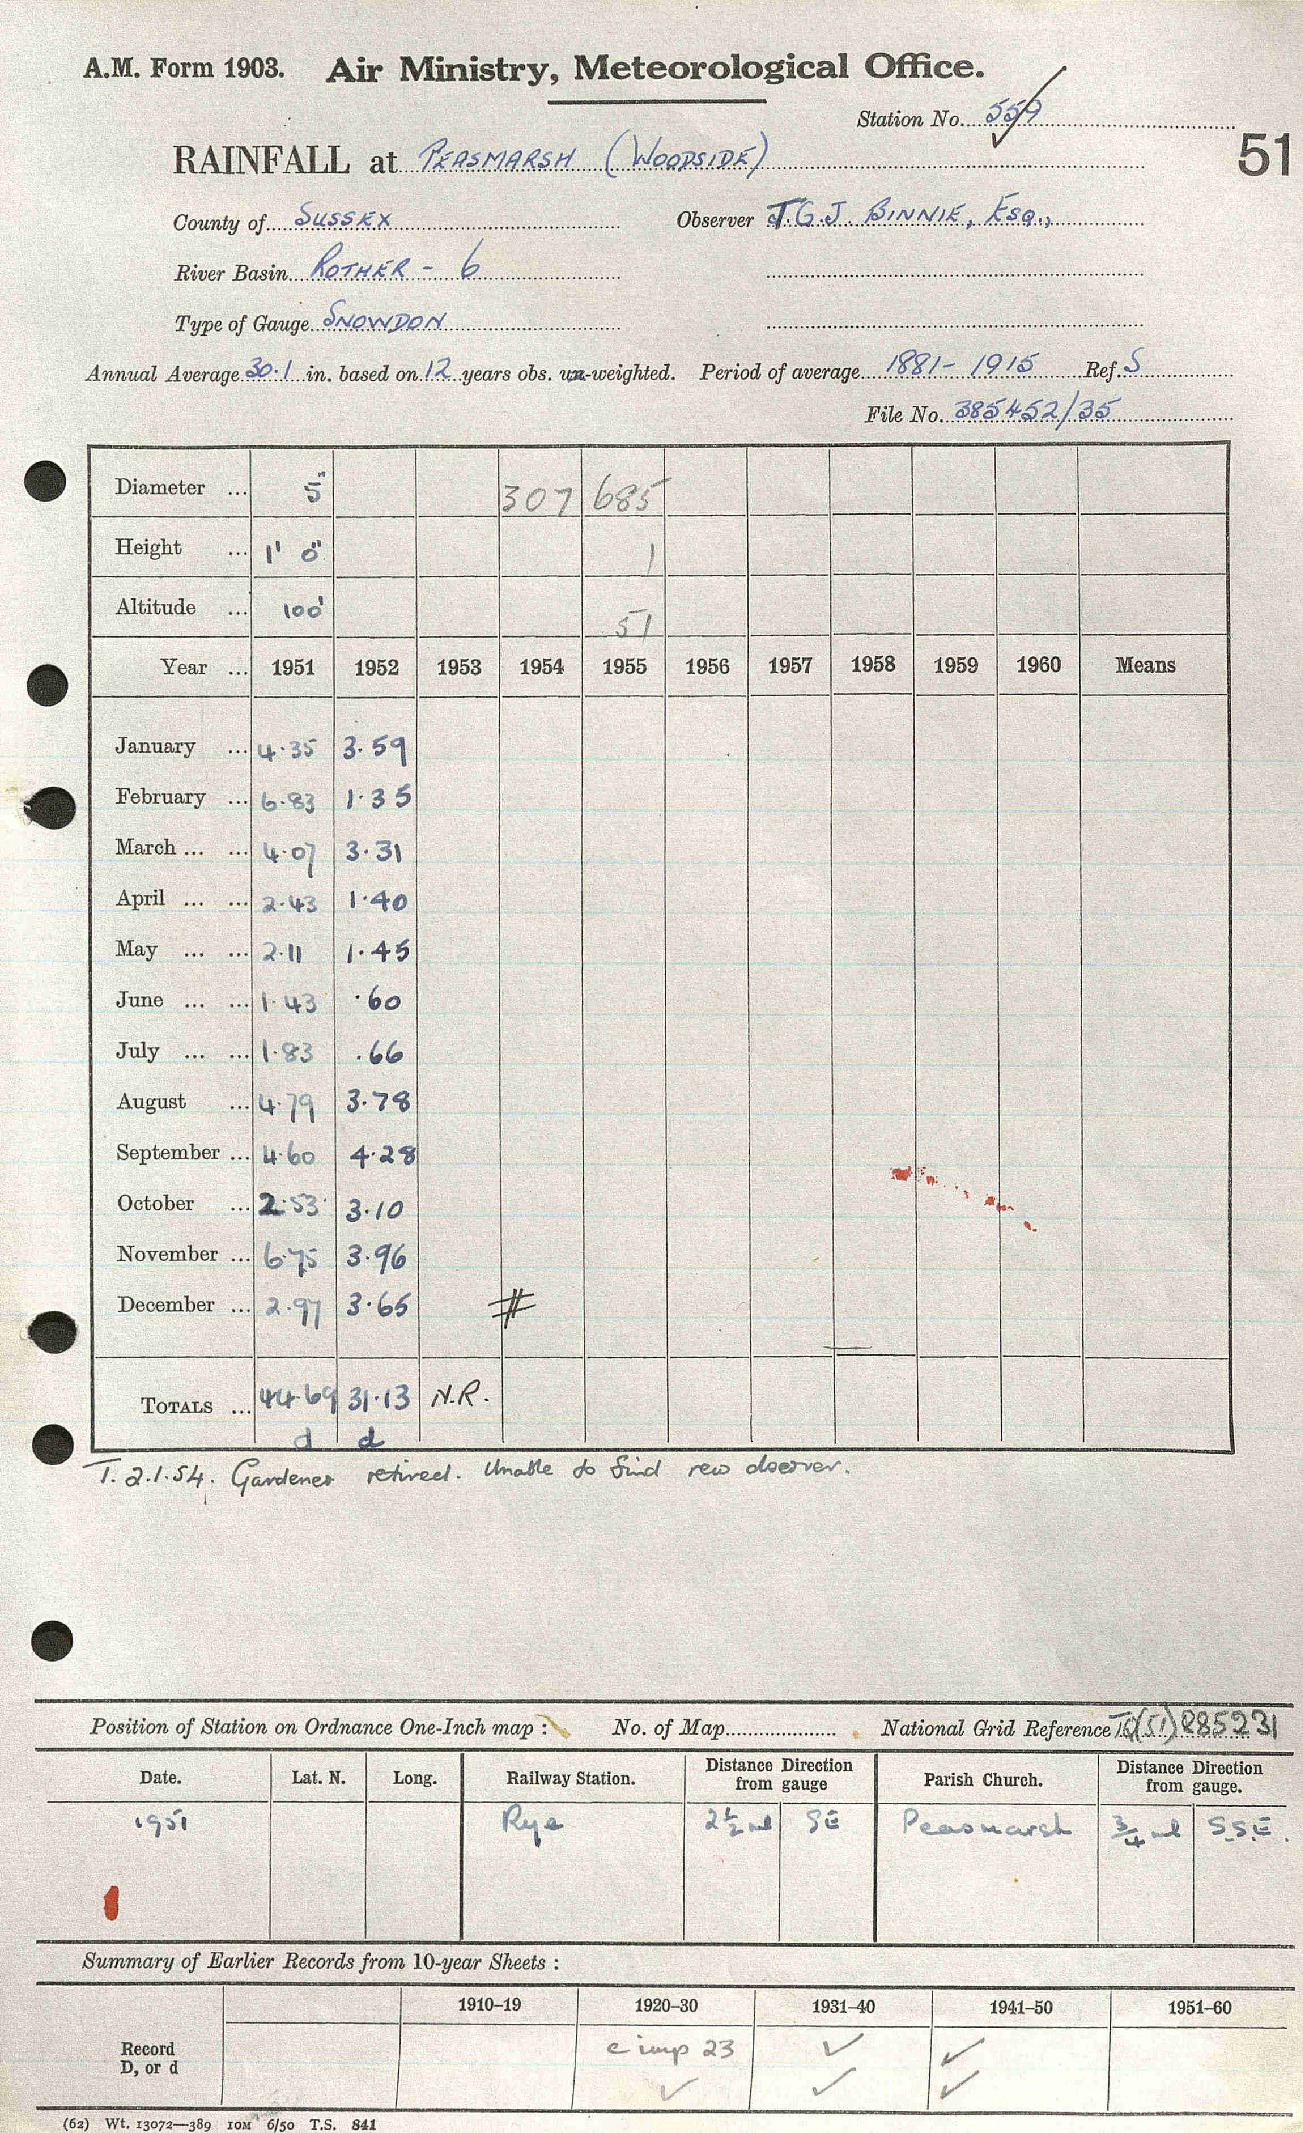 A.M. Form 1903. Air Ministry, Meteorological Office.
Station No. 559
51
RAINFALL at PEASMARSH (WOODSIDE)
County of SUSSEX Observer T.G.J. BINNIE, ESQ.,
River Basin ROTHER - 6
Type of Gauge SNOWDON
Annual Average 30.1 in. based on 12 years obs. un-weighted. Period of average 1881-1915 Ref. S
File No. 385452/35
Diameter ... 5" 307 685
Height ... 1' 0" 1
Altitude ... 100' 51
Year ... 1951 1952 1953 1954 1955 1956 1957 1958 1959 1960 Means
January ... 4.35 3.59
February ... 6.83 1.35
March ... ... 4.07 3.31
April ... ... 2.43 1.40
May ... ... 2.11 1.45
June ... ... 1.43 .60
July ... ... 1.83 .66
August ... 4.79 3.78
September ... 4.60 4.28
October ... 2.53 3.10
November ... 6.75 3.96
December ... 2.97 3.65 #
TOTALS ... 44.69 31.13 N.R.
d d
T. 2.1.54. Gardener retired. Unable to find new observer.
Position of Station on Ordnance One-Inch map : No. of Map National Grid Reference (51) 885231
Date. Lat. N. Long. Railway Station. Distance Direction from gauge Parish Church. Distance Direction from gauge.
1951 Rye 2½ ml SE Peasmarsh ¾ ml S.S.E.
Summary of Earlier Records from 10-year Sheets :
1910–19 1920–30 1931–40 1941–50 1951–60
Record c imp 23 ✓ ✓
D, or d ✓ ✓ ✓
(62) Wt. 13072—389 10M 6/50 T.S. 841